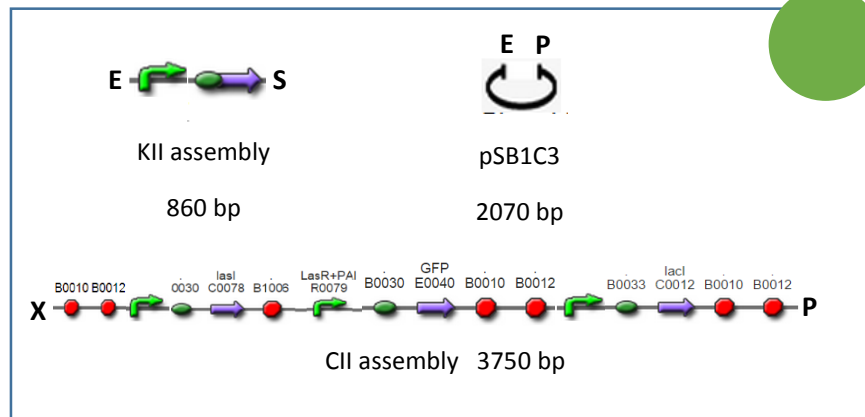 E P
E S
KII assembly
pSB1C3
860 bp
2070 bp
lasI LasR+PAI GFP lacI
B0010 B0012 0030 C0078 B1006 R0079 B0030 E0040 B0010 B0012 B0033 C0012 B0010 B0012
X P
CII assembly 3750 bp